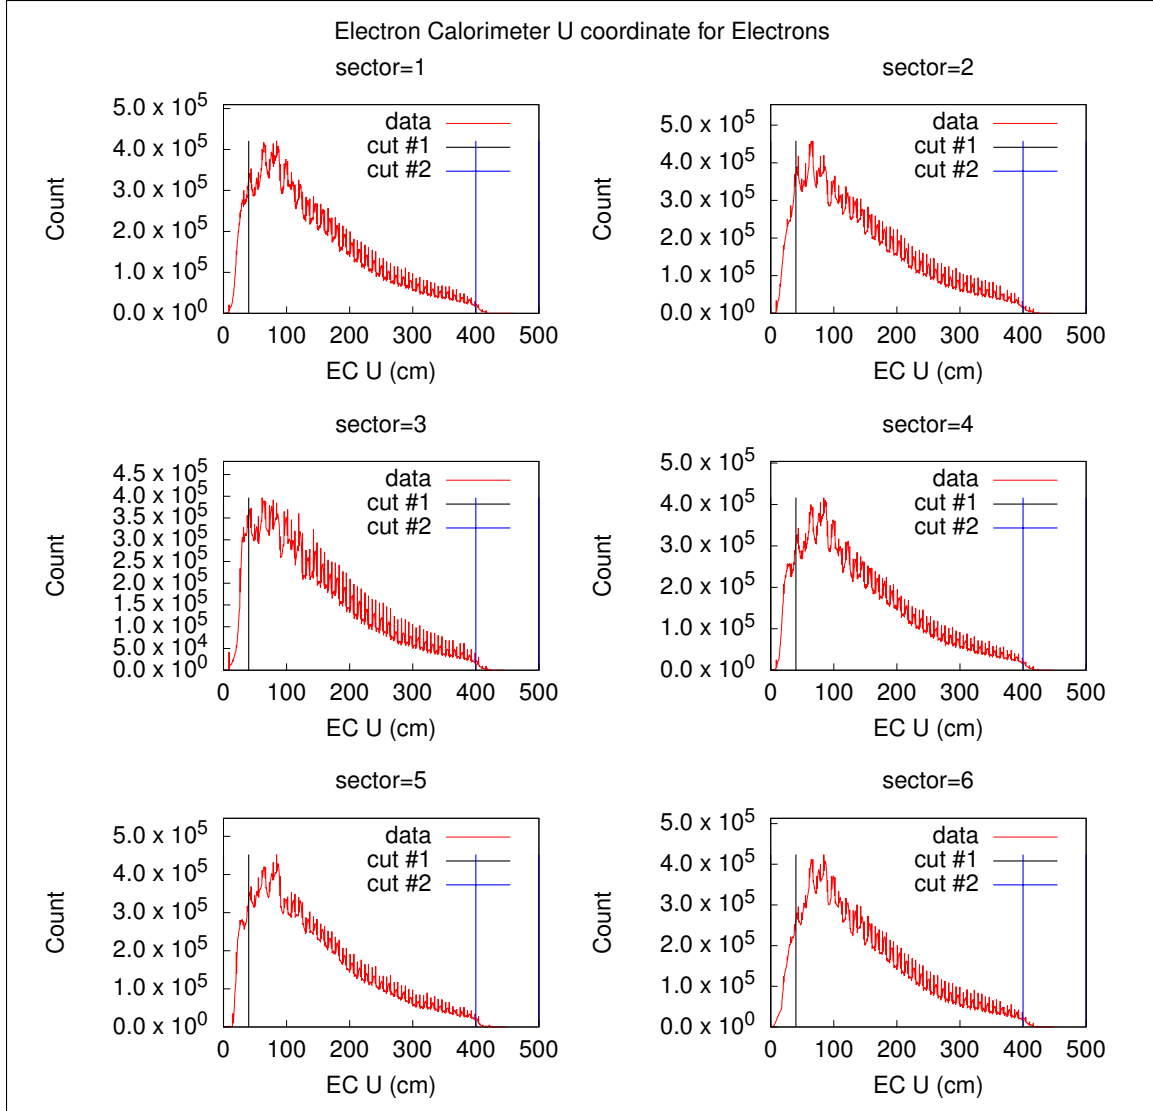 Electron Calorimeter U coordinate for Electrons
sector=1
5.0 x 10^5
4.0 x 10^5
3.0 x 10^5
2.0 x 10^5
1.0 x 10^5
0.0 x 10^0
Count
data
cut #1
cut #2
0 100 200 300 400 500
EC U (cm)
sector=2
5.0 x 10^5
4.0 x 10^5
3.0 x 10^5
2.0 x 10^5
1.0 x 10^5
0.0 x 10^0
Count
data
cut #1
cut #2
0 100 200 300 400 500
EC U (cm)
sector=3
4.5 x 10^5
4.0 x 10^5
3.5 x 10^5
3.0 x 10^5
2.5 x 10^5
2.0 x 10^5
1.5 x 10^5
1.0 x 10^5
5.0 x 10^4
0.0 x 10^0
Count
data
cut #1
cut #2
0 100 200 300 400 500
EC U (cm)
sector=4
5.0 x 10^5
4.0 x 10^5
3.0 x 10^5
2.0 x 10^5
1.0 x 10^5
0.0 x 10^0
Count
data
cut #1
cut #2
0 100 200 300 400 500
EC U (cm)
sector=5
5.0 x 10^5
4.0 x 10^5
3.0 x 10^5
2.0 x 10^5
1.0 x 10^5
0.0 x 10^0
Count
data
cut #1
cut #2
0 100 200 300 400 500
EC U (cm)
sector=6
5.0 x 10^5
4.0 x 10^5
3.0 x 10^5
2.0 x 10^5
1.0 x 10^5
0.0 x 10^0
Count
data
cut #1
cut #2
0 100 200 300 400 500
EC U (cm)